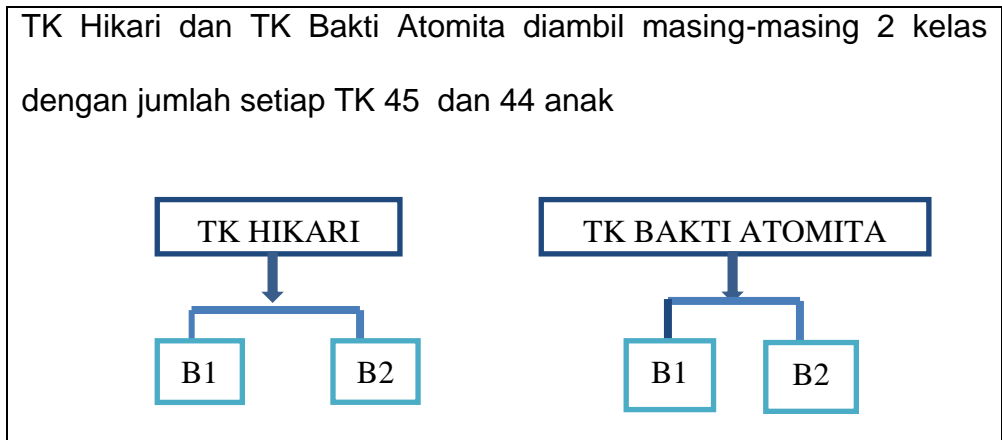 TK Hikari dan TK Bakti Atomita diambil masing-masing 2 kelas
dengan jumlah setiap TK 45 dan 44 anak
TK HIKARI
TK BAKTI ATOMITA
B1
B2
B1
B2